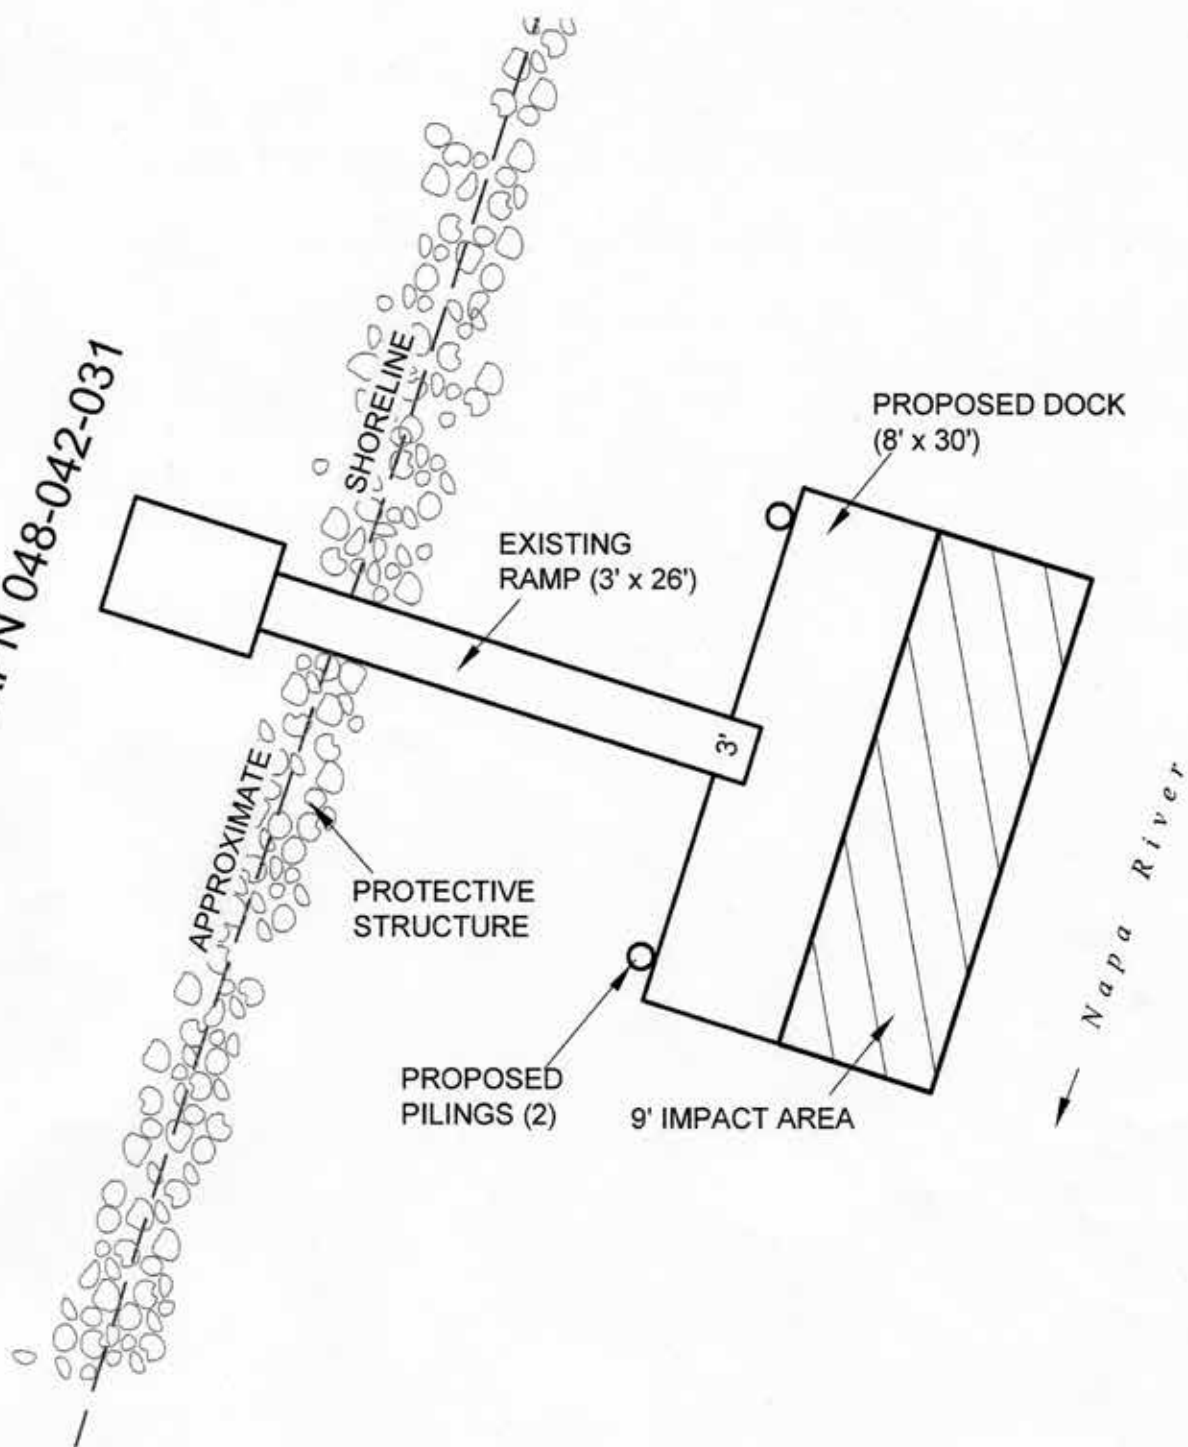 048-042-031
SHORELINE
PROPOSED DOCK
(8' x 30')
EXISTING
RAMP (3' x 26')
3'
APPROXIMATE
PROTECTIVE
STRUCTURE
Napa River
PROPOSED
PILINGS (2)
9' IMPACT AREA